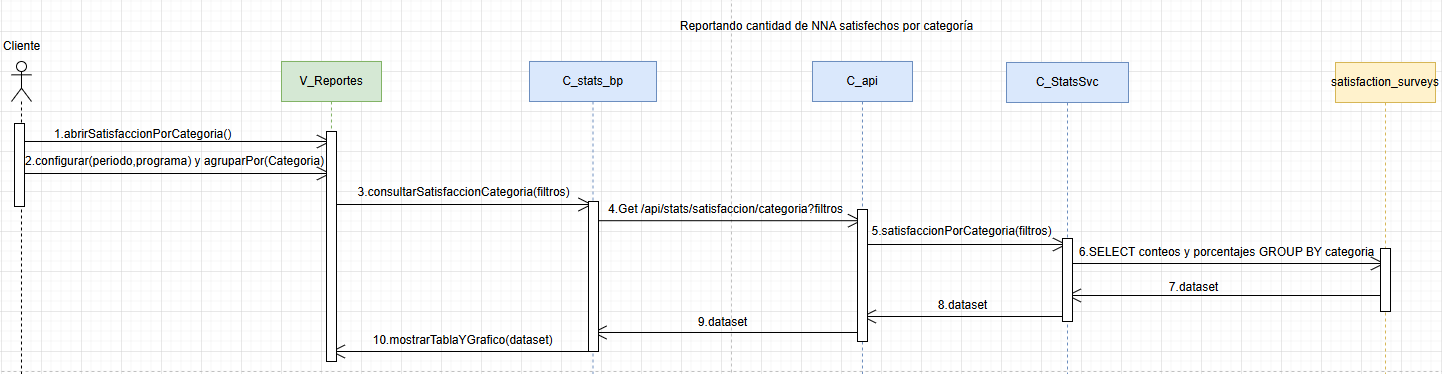 Reportando cantidad de NNA satisfechos por categoría
Cliente
V_Reportes
C_stats_bp
C_api
C_StatsSvc
satisfaction_surveys
1.abrirSatisfaccionPorCategoria()
2.configurar(periodo,programa) y agruparPor(Categoria)
3.consultarSatisfaccionCategoria(filtros)
4.Get /api/stats/satisfaccion/categoria?filtros
5.satisfaccionPorCategoria(filtros)
6.SELECT conteos y porcentajes GROUP BY categoria
7.dataset
8.dataset
9.dataset
10.mostrarTablaYGrafico(dataset)